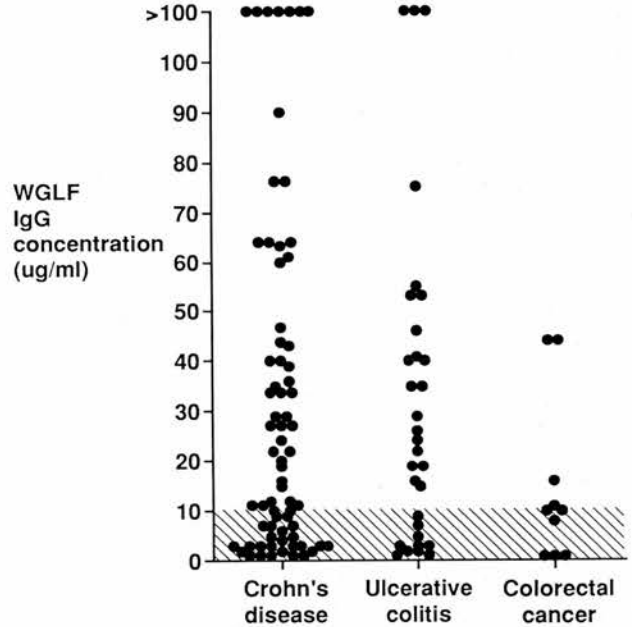 >100
100
90
80
70
60
50
40
30
20
10
0
WGLF
IgG
concentration
(ug/ml)
Crohn's
disease
Ulcerative
colitis
Colorectal
cancer